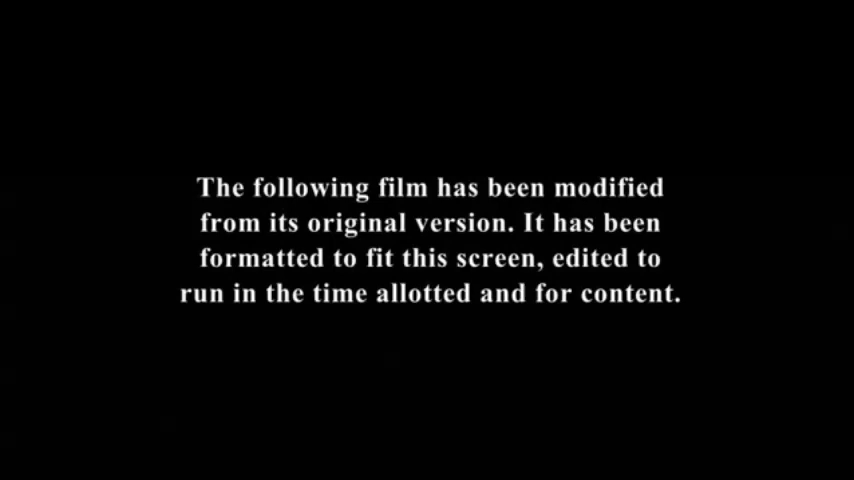 The following film has been modified
from its original version. It has been
formatted to fit this screen, edited to
run in the time allotted and for content.